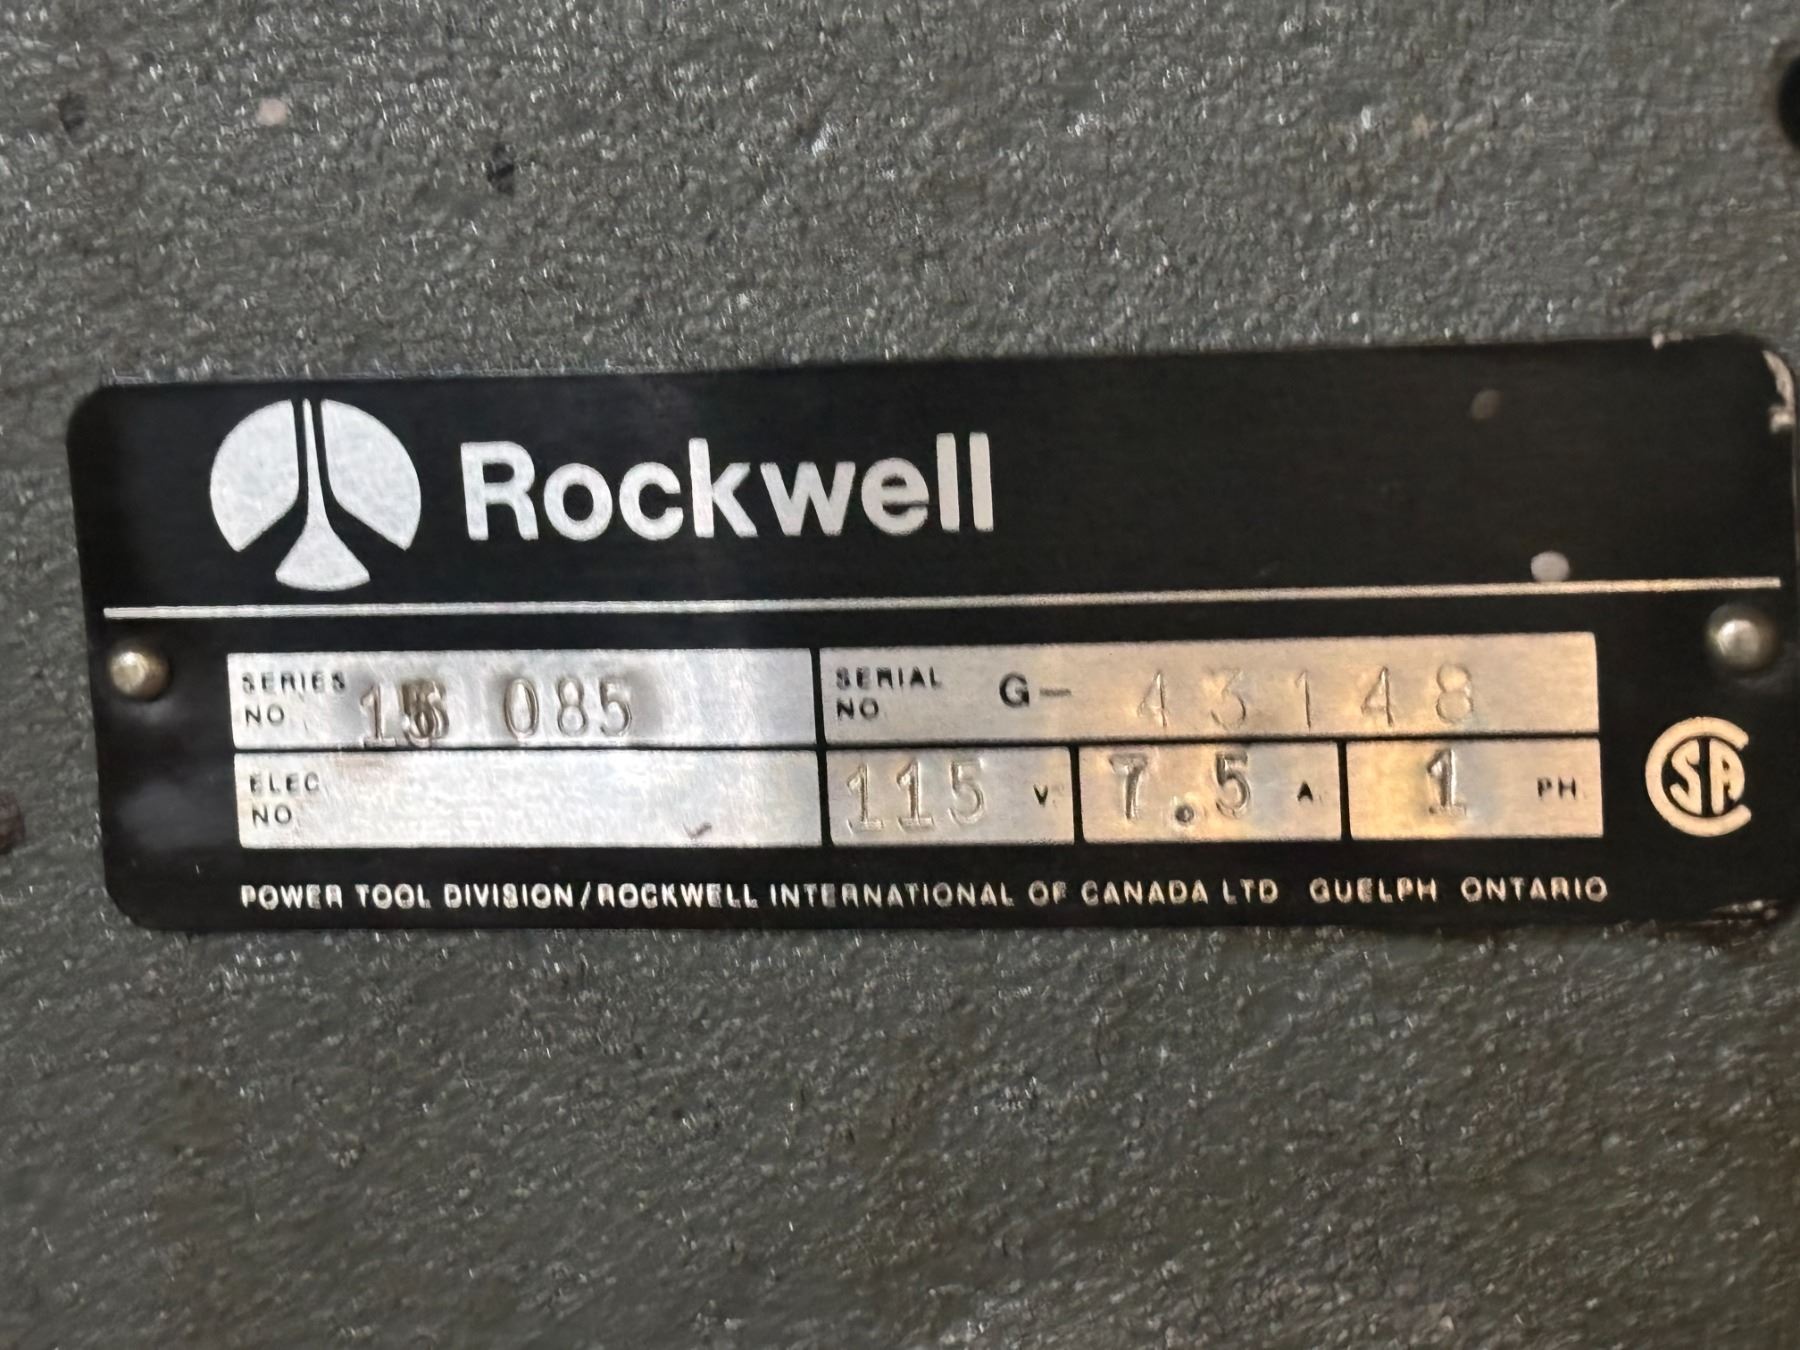 Rockwell
SERIES NO 085
SERIAL NO G- 43148
ELEC NO
115 V. 7.5 A. 1 PH.
CSA
POWER TOOL DIVISION/ROCKWELL INTERNATIONAL OF CANADA LTD GUELPH ONTARIO